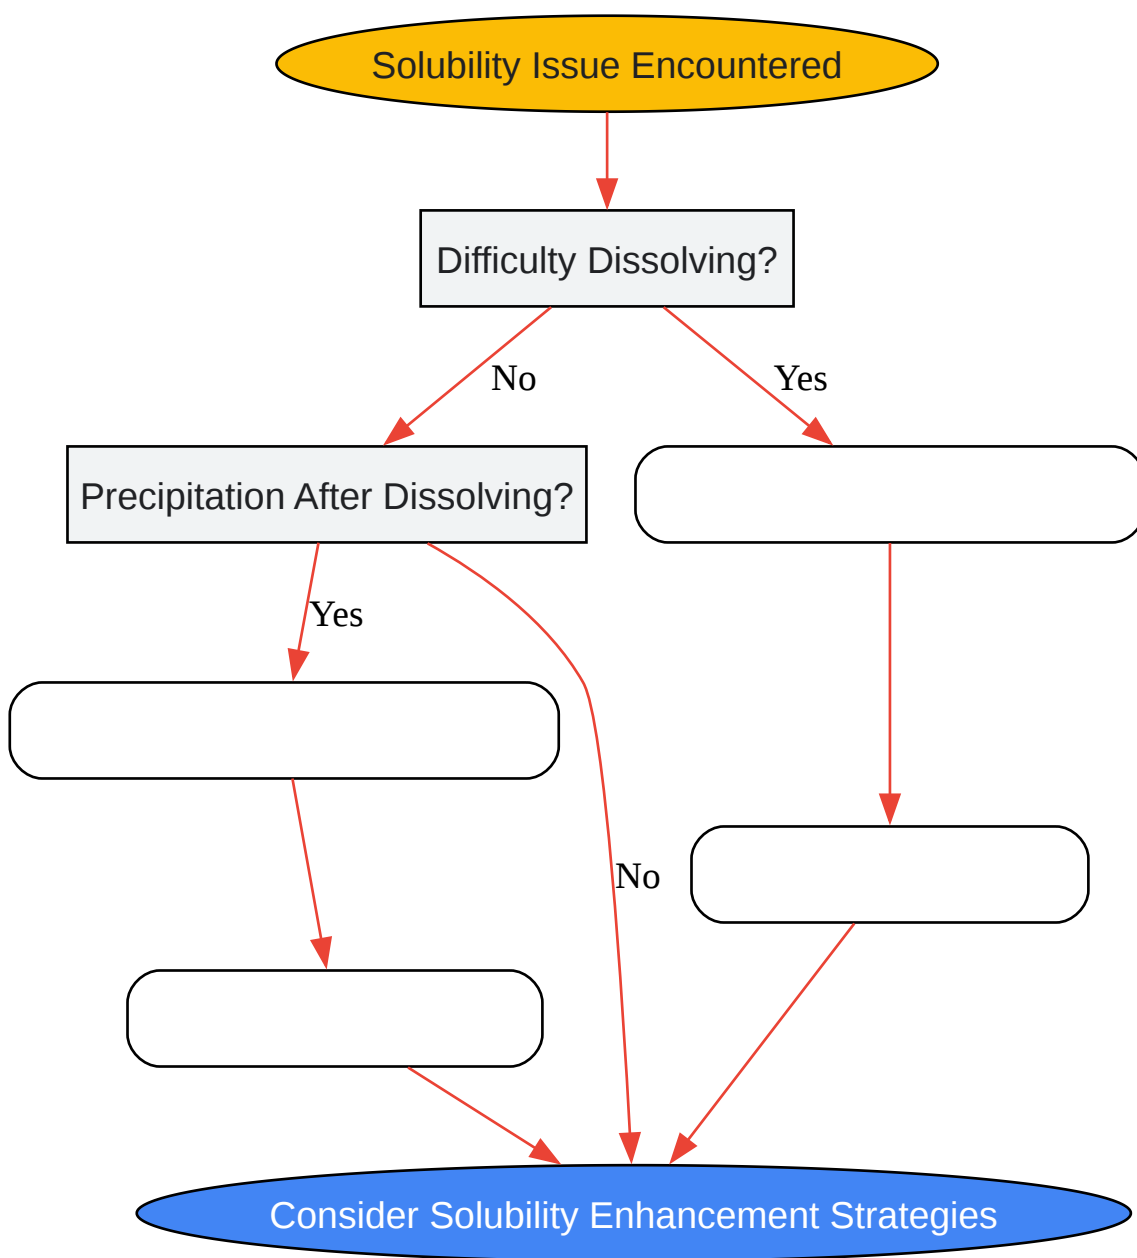 Solubility Issue Encountered
Difficulty Dissolving?
No
Yes
Precipitation After Dissolving?
Yes
No
Consider Solubility Enhancement Strategies